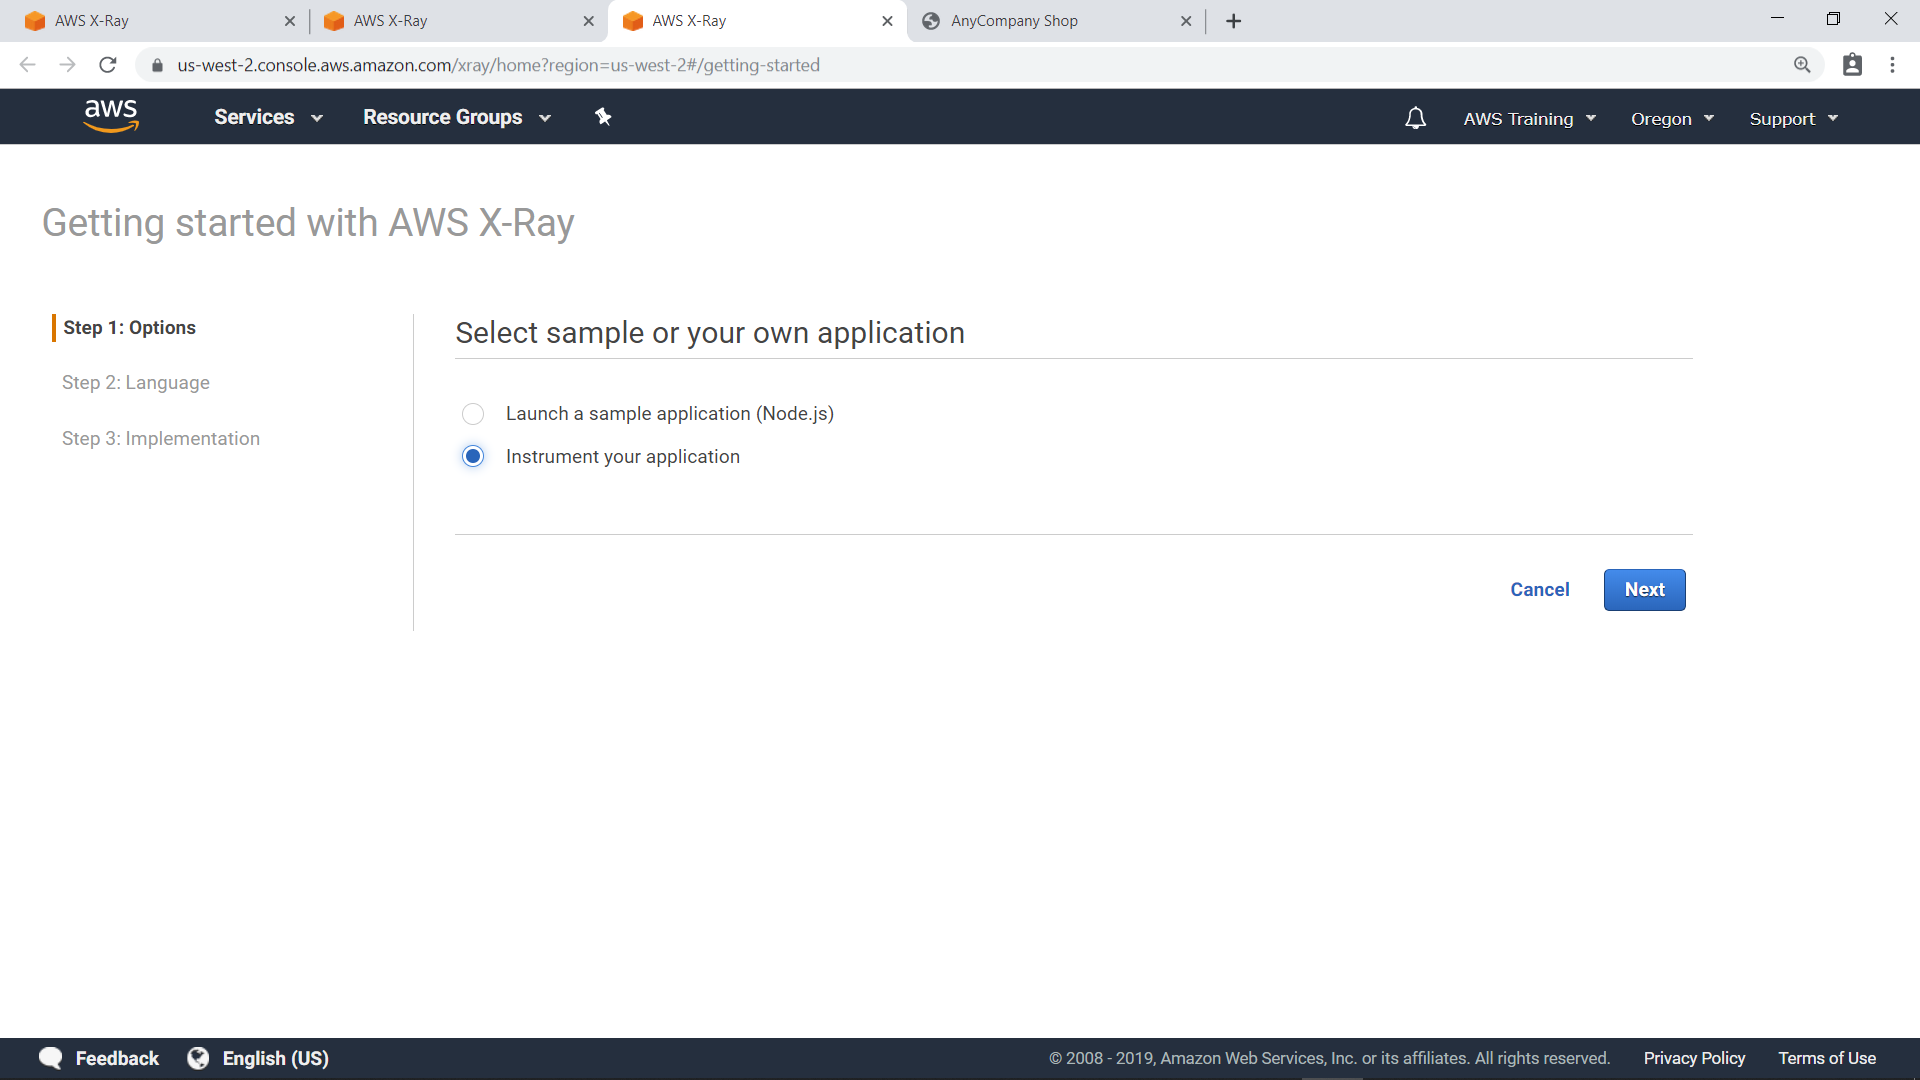 AWS X-Ray
AWS X-Ray
AWS X-Ray
AnyCompany Shop
us-west-2.console.aws.amazon.com/xray/home?region=us-west-2#/getting-started
aws
Services
Resource Groups
AWS Training
Oregon
Support
Getting started with AWS X-Ray
Step 1: Options
Step 2: Language
Step 3: Implementation
Select sample or your own application
Launch a sample application (Node.js)
Instrument your application
Cancel
Next
Feedback
English (US)
© 2008 - 2019, Amazon Web Services, Inc. or its affiliates. All rights reserved.
Privacy Policy
Terms of Use